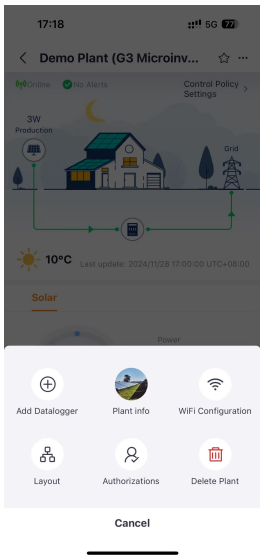 17:18
5G 77
Demo Plant (G3 Microinv...
Online
No Alerts
Control Policy
Settings
3W
Production
Grid
10°C
Last update: 2024/11/28 17:00:00 UTC+08:00
Solar
Power
Add Datalogger
Plant info
WiFi Configuration
Layout
Authorizations
Delete Plant
Cancel